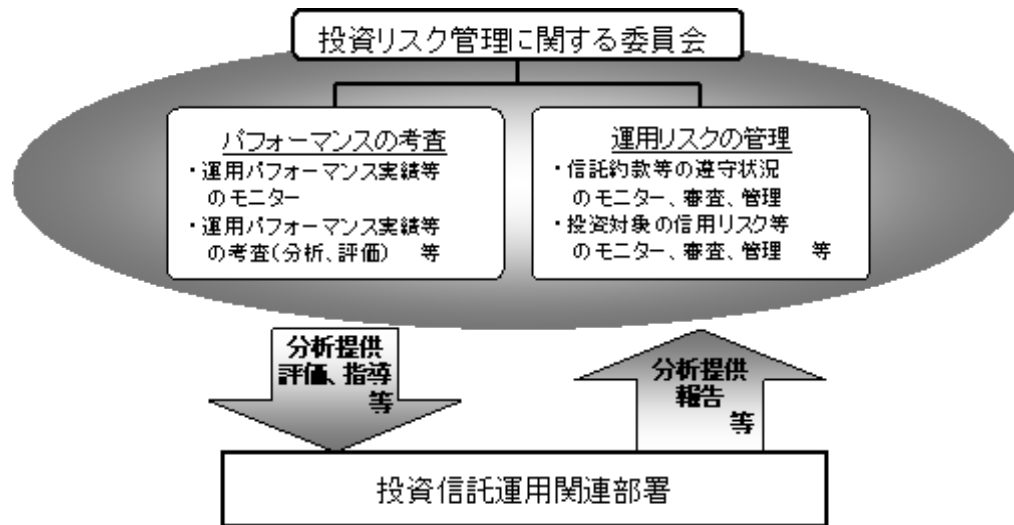 投資リスク管理に関する委員会
パフォーマンスの考査
・運用パフォーマンス実績等
のモニター
・運用パフォーマンス実績等
の考査(分析、評価) 等
運用リスクの管理
・信託約款等の遵守状況
のモニター、審査、管理
・投資対象の信用リスク等
のモニター、審査、管理 等
分析提供
評価、指導
等
分析提供
報告
等
投資信託運用関連部署